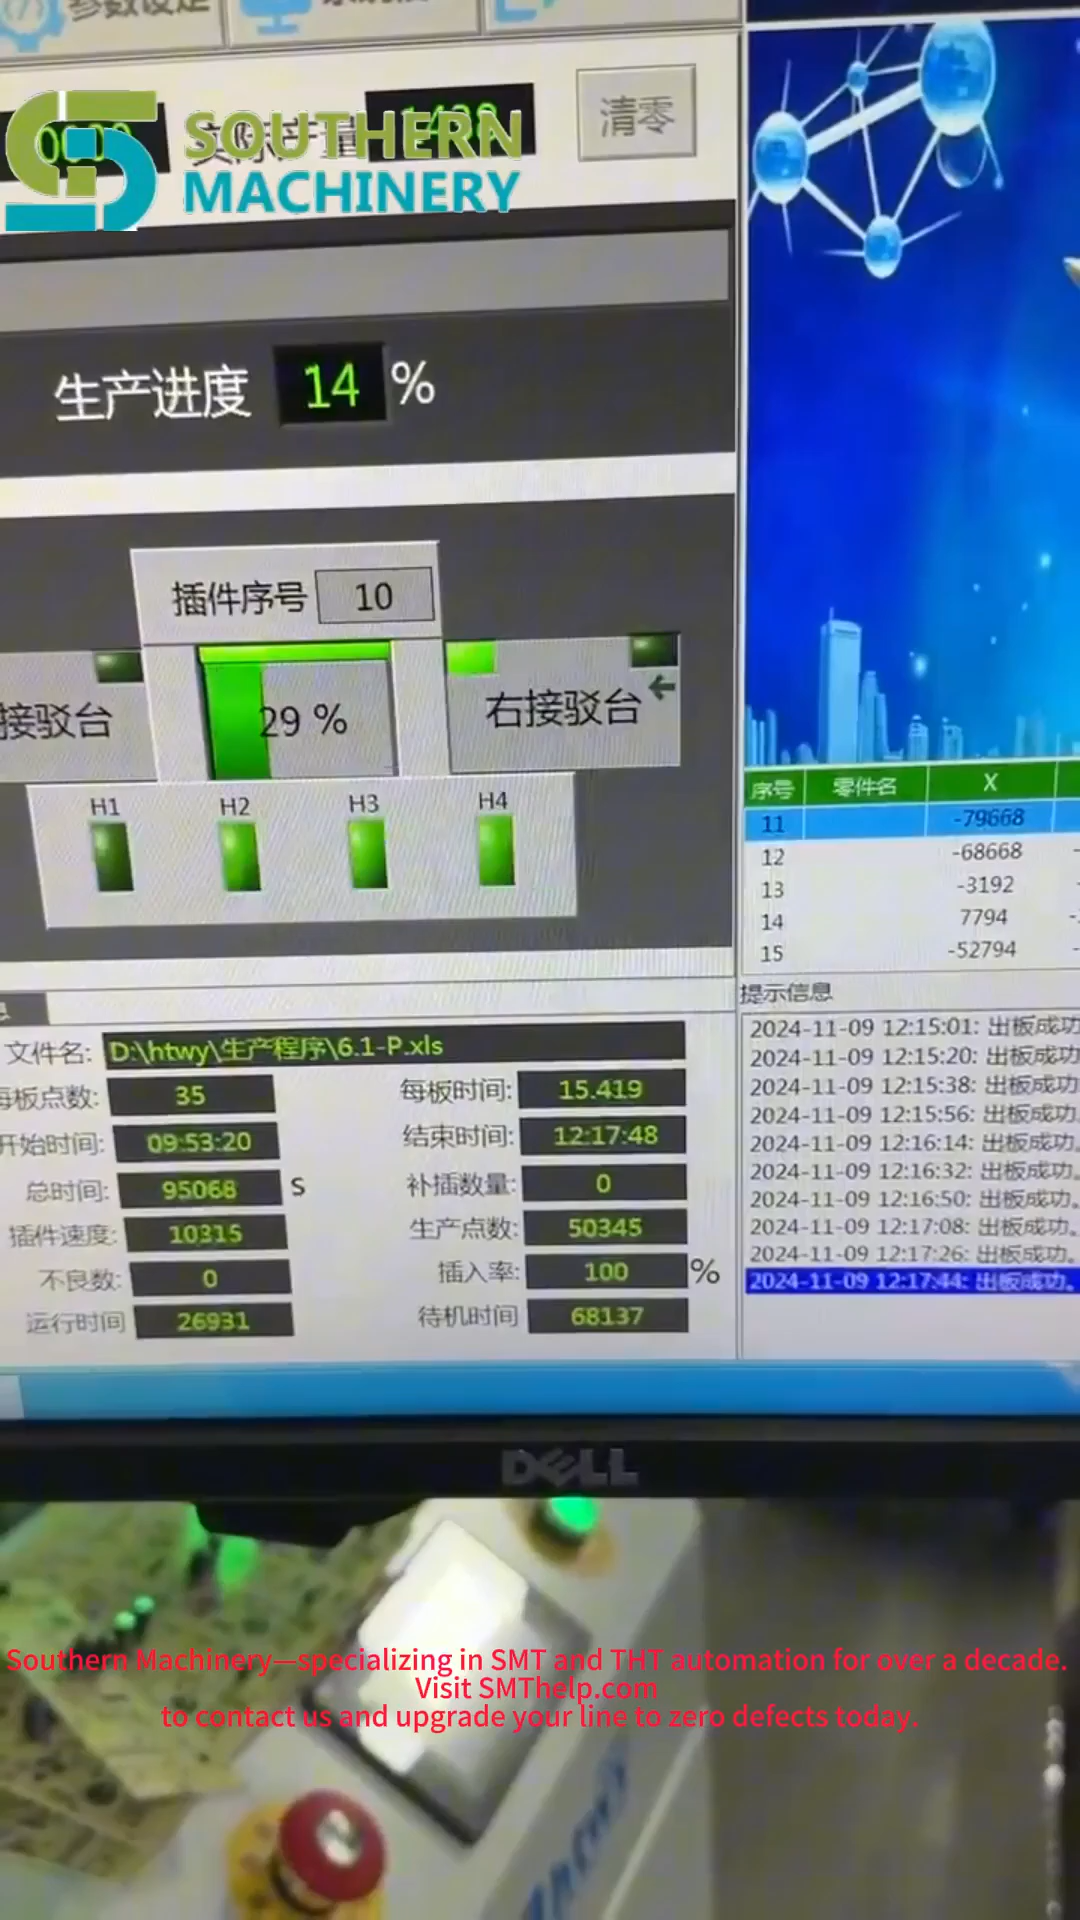 参数设定
实际产量
清零
SOUTHERN
MACHINERY
生产进度 14 %
插件序号 10
接驳台
29 %
右接驳台
H1 H2 H3 H4
序号 零件名 X
11 -79668
12 -68668
13 -3192
14 7794
15 -52794
提示信息
2024-11-09 12:15:01: 出板成功
2024-11-09 12:15:20: 出板成功
2024-11-09 12:15:38: 出板成功
2024-11-09 12:15:56: 出板成功.
2024-11-09 12:16:14: 出板成功.
2024-11-09 12:16:32: 出板成功。
2024-11-09 12:16:50: 出板成功。
2024-11-09 12:17:08: 出板成功。
2024-11-09 12:17:26: 出板成功。
2024-11-09 12:17:44: 出板成功。
息
文件名: D:\htwy\生产程序\6.1-P.xls
每板点数: 35 每板时间: 15.419
开始时间: 09:53:20 结束时间: 12:17:48
总时间: 95068 S 补插数量: 0
插件速度: 10315 生产点数: 50345
不良数: 0 插入率: 100 %
运行时间 26931 待机时间 68137
DELL
Southern Machinery—specializing in SMT and THT automation for over a decade.
Visit SMThelp.com
to contact us and upgrade your line to zero defects today.